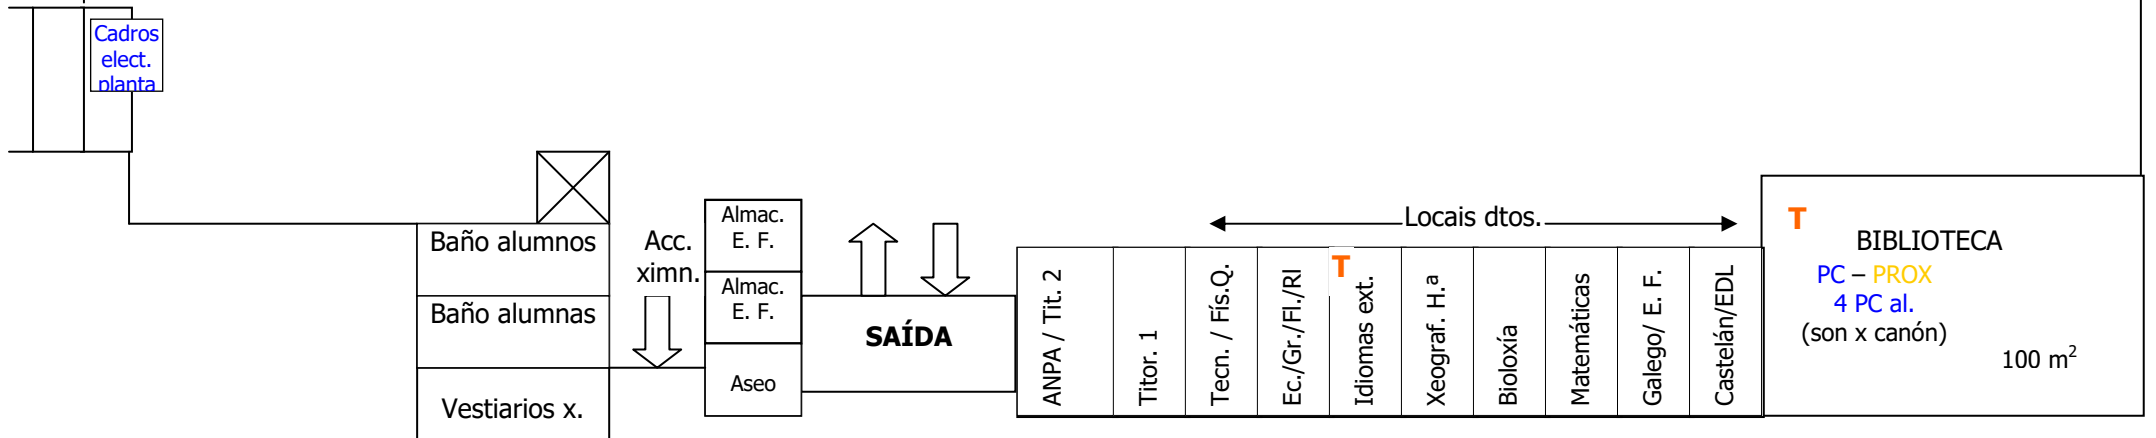 Cadros
elect.
planta
Baño alumnos
Baño alumnas
Vestiarios x.
Acc.
ximn.
Almac.
E. F.
Almac.
E. F.
Aseo
SAÍDA
Locais dtos.
ANPA / Tit. 2
Titor. 1
Tecn. / Fís.Q.
Ec./Gr./Fl./RI
T
Idiomas ext.
Xeograf. H.ª
Bioloxía
Matemáticas
Galego/ E. F.
Castelán/EDL
T
BIBLIOTECA
PC – PROX
4 PC al.
(son x canón)
100 m²